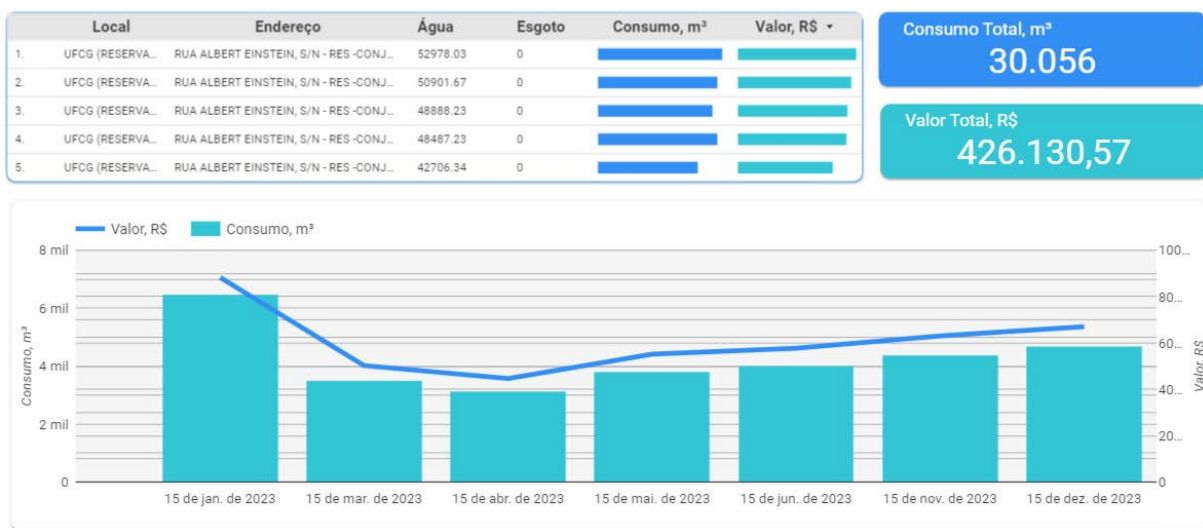 Local Endereço Água Esgoto Consumo, m³ Valor, R$
1. UFCG (RESERVA... RUA ALBERT EINSTEIN, S/N - RES -CONJ... 52978.03 0
2. UFCG (RESERVA... RUA ALBERT EINSTEIN, S/N - RES -CONJ... 50901.67 0
3. UFCG (RESERVA... RUA ALBERT EINSTEIN, S/N - RES -CONJ... 48888.23 0
4. UFCG (RESERVA... RUA ALBERT EINSTEIN, S/N - RES -CONJ... 48487.23 0
5. UFCG (RESERVA... RUA ALBERT EINSTEIN, S/N - RES -CONJ... 42706.34 0
Consumo Total, m³
30.056
Valor Total, R$
426.130,57
Valor, R$ Consumo, m³
8 mil 100...
80...
6 mil
60...
4 mil
40...
2 mil
20...
0 0
Consumo, m³
Valor, R$
15 de jan. de 2023 15 de mar. de 2023 15 de abr. de 2023 15 de mai. de 2023 15 de jun. de 2023 15 de nov. de 2023 15 de dez. de 2023